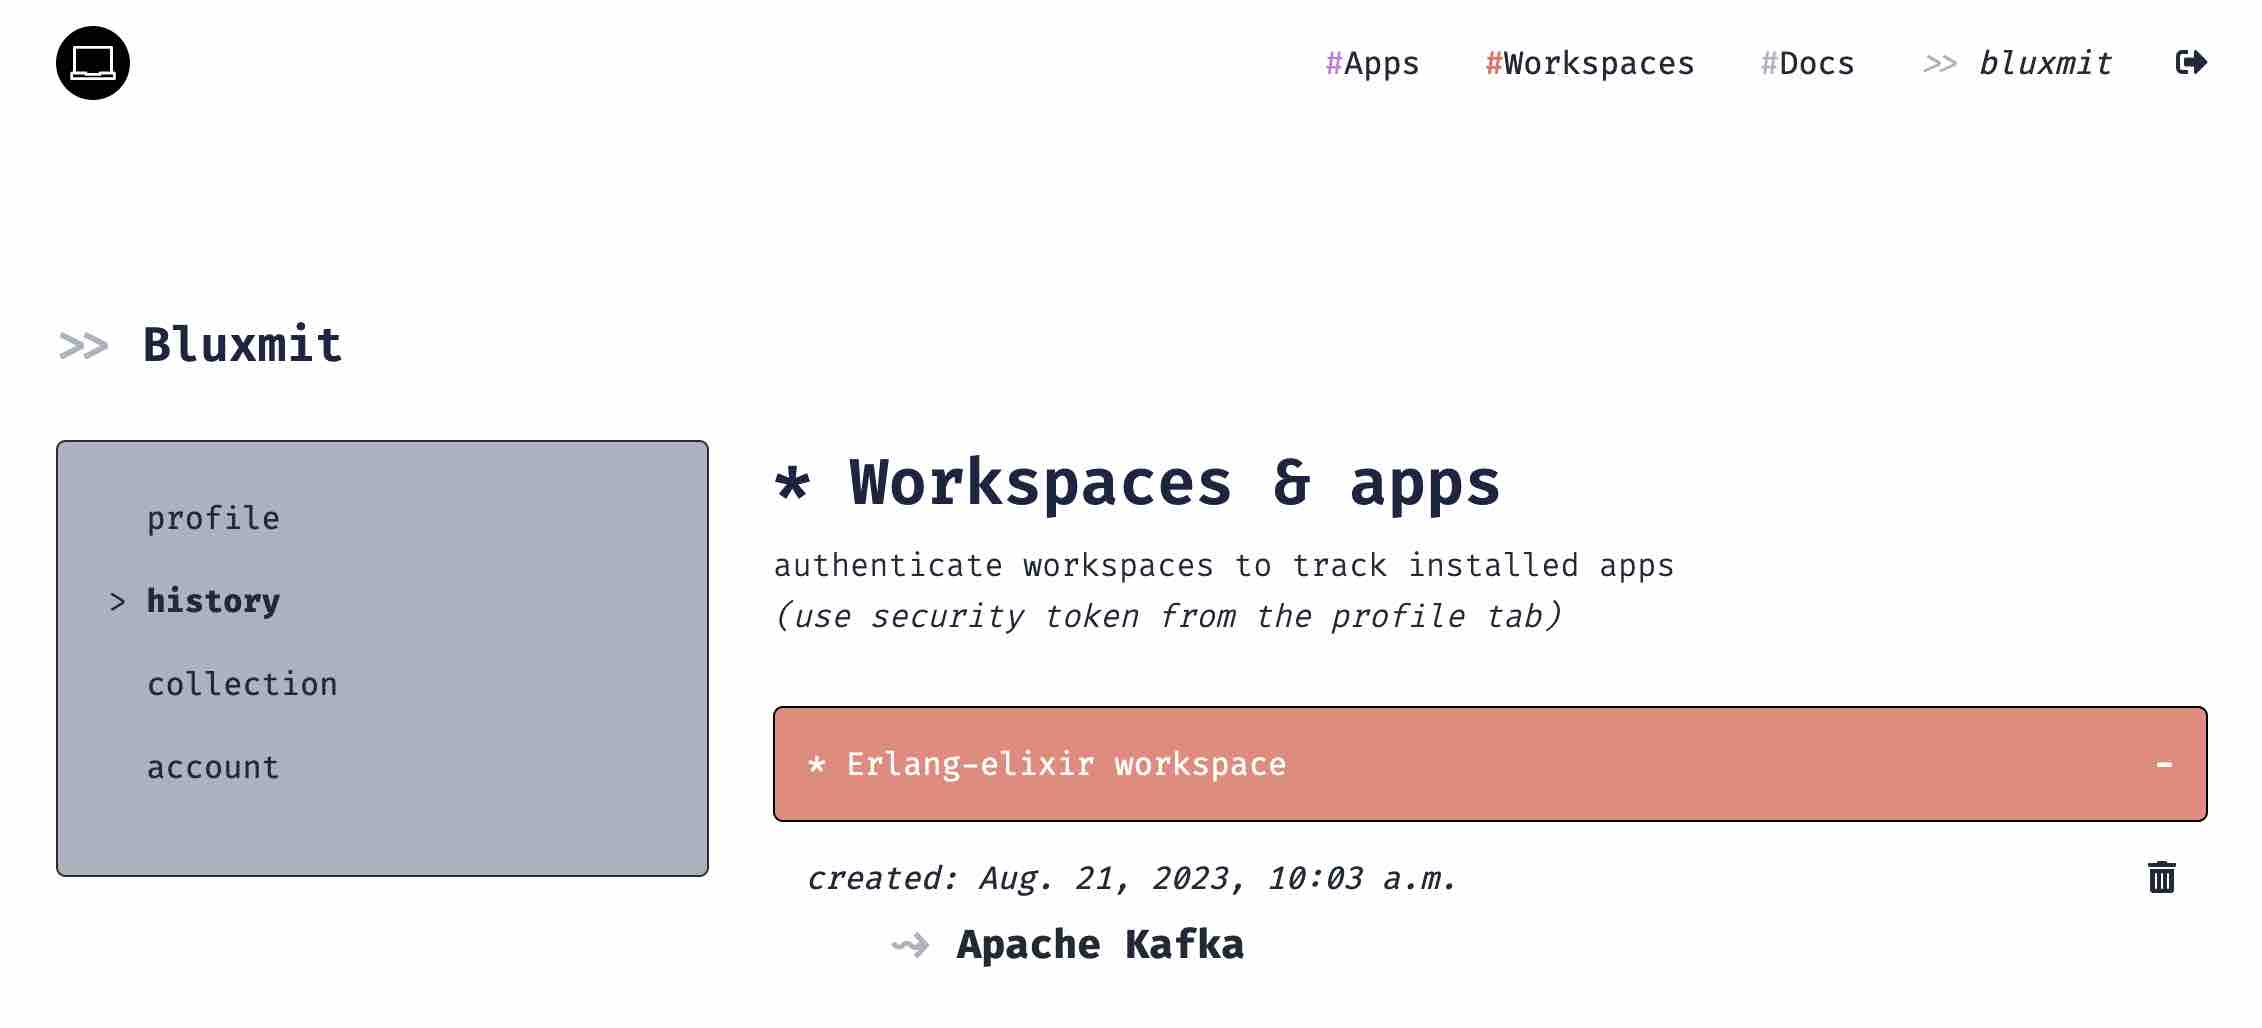 #Apps #Workspaces #Docs >> bluxmit
>> Bluxmit
profile
> history
collection
account
* Workspaces & apps
authenticate workspaces to track installed apps
(use security token from the profile tab)
* Erlang-elixir workspace -
created: Aug. 21, 2023, 10:03 a.m.
⇝ Apache Kafka